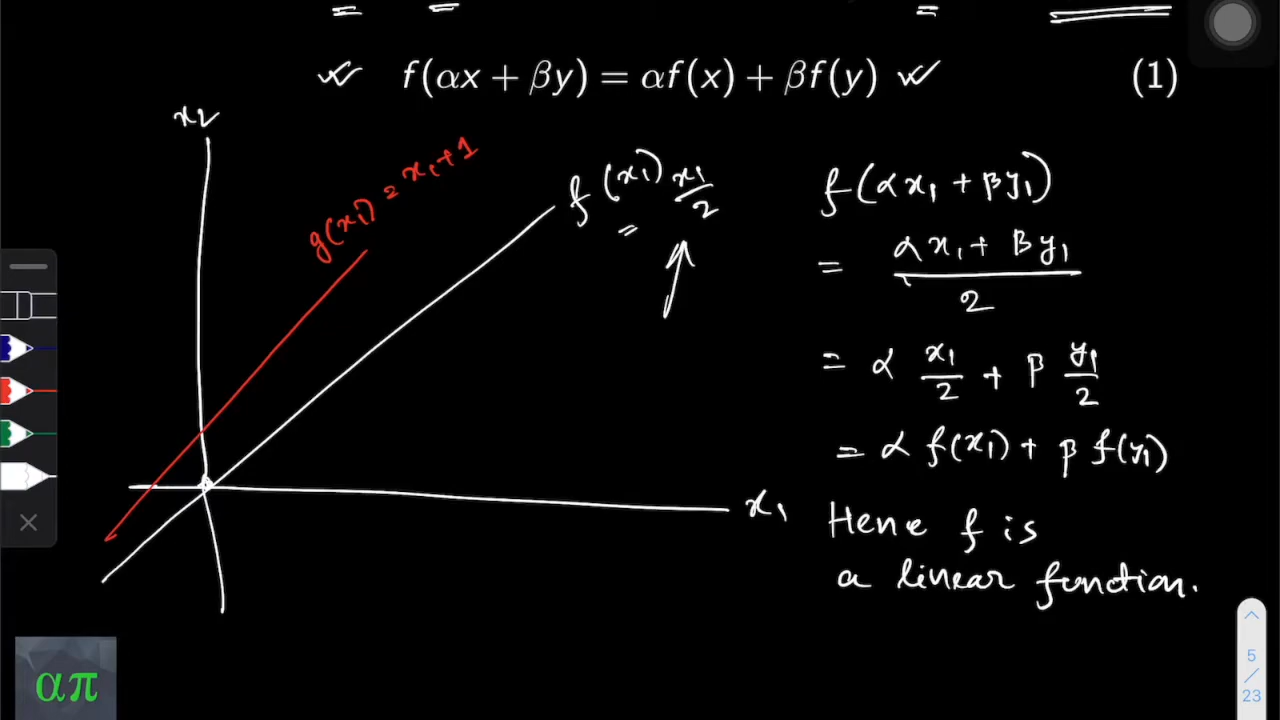 f(αx + βy) = αf(x) + βf(y) (1)
x2
g(x1) = x1 + 1
f(x1) = x1/2
x1
f(αx1 + βy1)
= αx1 + βy1 / 2
= α x1/2 + β y1/2
= α f(x1) + β f(y1)
Hene f is
a linear function.
5
/
23
απ